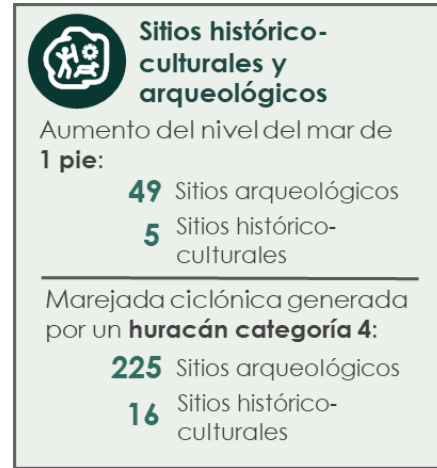 Sitios histórico-
culturales y
arqueológicos
Aumento del nivel del mar de
1 pie:
49 Sitios arqueológicos
5 Sitios histórico-
culturales
Marejada ciclónica generada
por un huracán categoría 4:
225 Sitios arqueológicos
16 Sitios histórico-
culturales